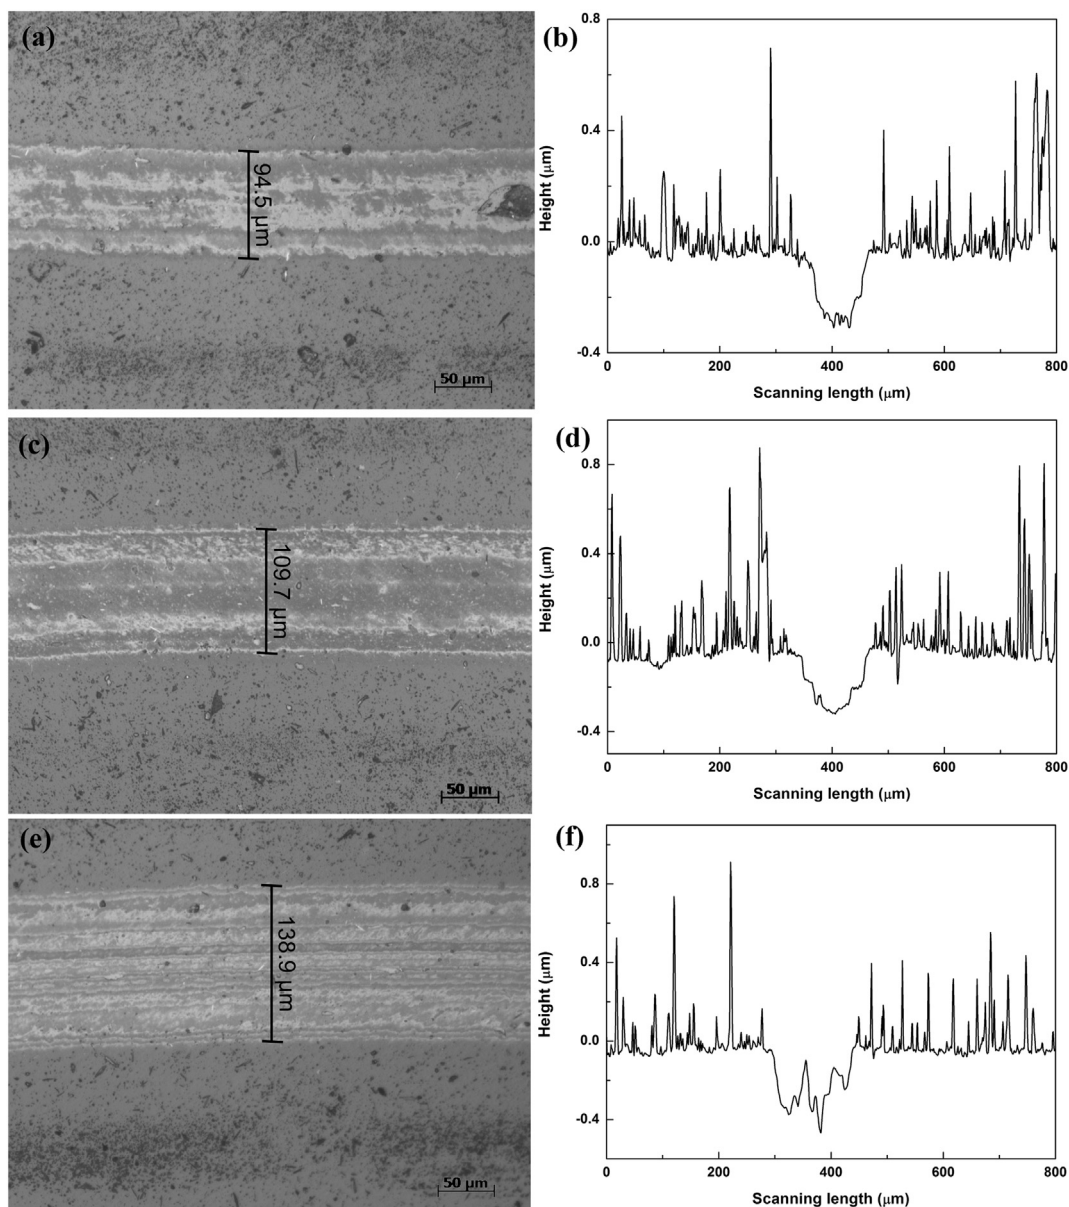 (a)
94.5 μm
50 μm
(b)
0.8
0.4
0.0
-0.4
Height (μm)
0 200 400 600 800
Scanning length (μm)
(c)
109.7 μm
50 μm
(d)
0.8
0.4
0.0
-0.4
Height (μm)
0 200 400 600 800
Scanning length (μm)
(e)
138.9 μm
50 μm
(f)
0.8
0.4
0.0
-0.4
Height (μm)
0 200 400 600 800
Scanning length (μm)